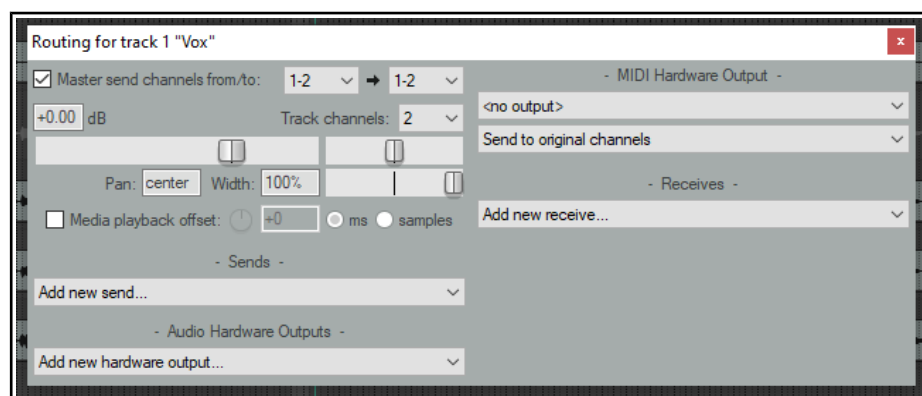 Routing for track 1 "Vox"
x
Master send channels from/to: 1-2 1-2
+0.00 dB Track channels: 2
Pan: center Width: 100%
Media playback offset: +0 ms samples
- Sends -
Add new send...
- Audio Hardware Outputs -
Add new hardware output...
- MIDI Hardware Output -
<no output>
Send to original channels
- Receives -
Add new receive...